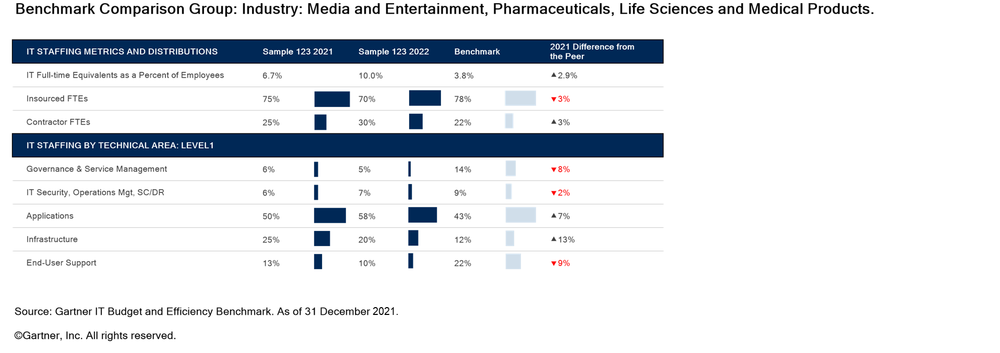 Benchmark Comparison Group: Industry: Media and Entertainment, Pharmaceuticals, Life Sciences and Medical Products.
IT STAFFING METRICS AND DISTRIBUTIONS Sample 123 2021 Sample 123 2022 Benchmark 2021 Difference from
the Peer
IT Full-time Equivalents as a Percent of Employees 6.7% 10.0% 3.8% ▲2.9%
Insourced FTEs 75% 70% 78% ▼3%
Contractor FTEs 25% 30% 22% ▲3%
IT STAFFING BY TECHNICAL AREA: LEVEL1
Governance & Service Management 6% 5% 14% ▼8%
IT Security, Operations Mgt, SC/DR 6% 7% 9% ▼2%
Applications 50% 58% 43% ▲7%
Infrastructure 25% 20% 12% ▲13%
End-User Support 13% 10% 22% ▼9%
Source: Gartner IT Budget and Efficiency Benchmark. As of 31 December 2021.
©Gartner, Inc. All rights reserved.